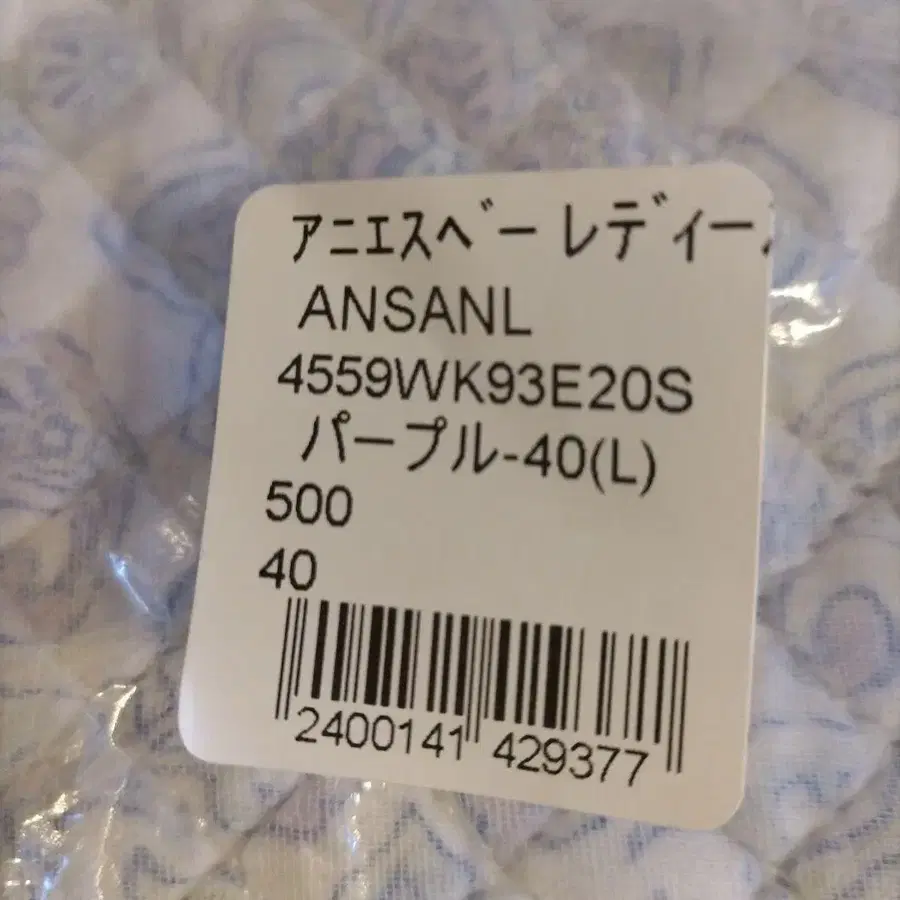 アニエスベー レディー
ANSANL
4559WK93E20S
パープル-40(L)
500
40
2400141 429377